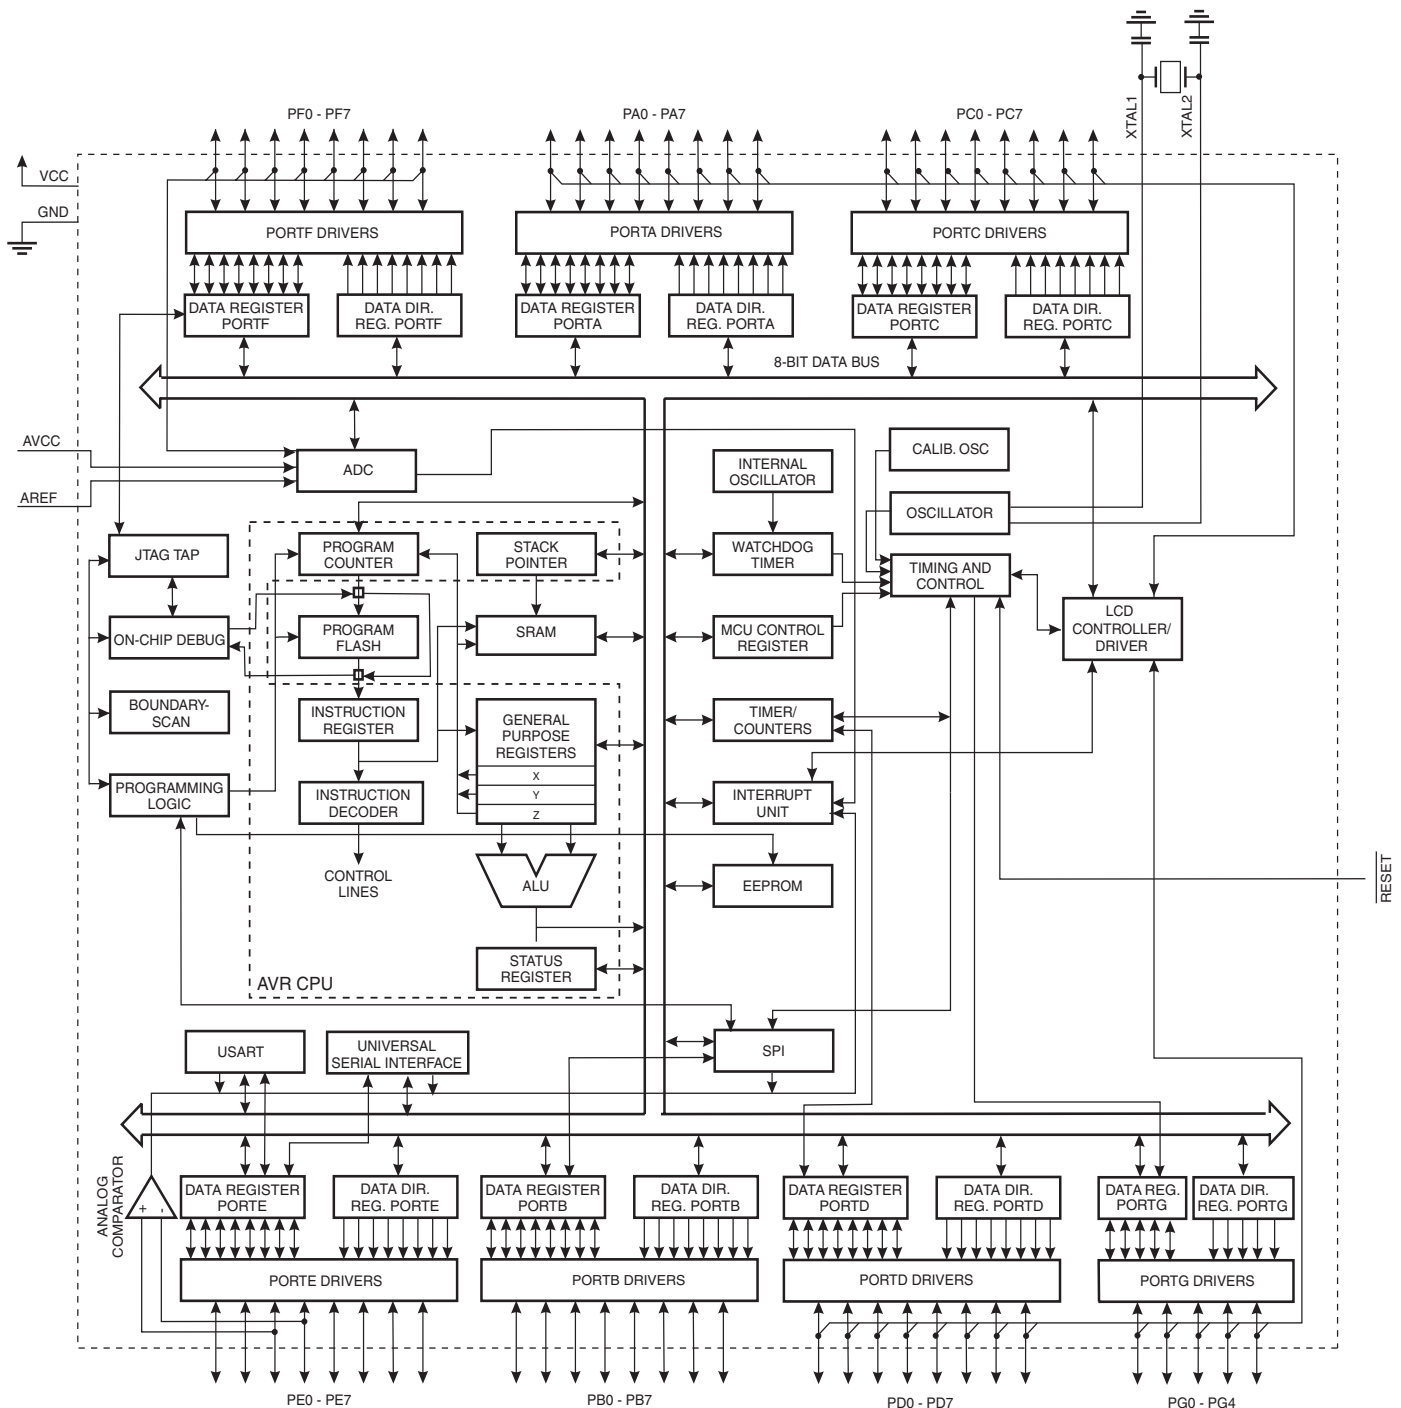 XTAL1
XTAL2
PF0 - PF7
PA0 - PA7
PC0 - PC7
VCC
GND
PORTF DRIVERS
PORTA DRIVERS
PORTC DRIVERS
DATA REGISTER
PORTF
DATA DIR.
REG. PORTF
DATA REGISTER
PORTA
DATA DIR.
REG. PORTA
DATA REGISTER
PORTC
DATA DIR.
REG. PORTC
8-BIT DATA BUS
AVCC
AREF
ADC
INTERNAL
OSCILLATOR
CALIB. OSC
OSCILLATOR
JTAG TAP
PROGRAM
COUNTER
STACK
POINTER
WATCHDOG
TIMER
TIMING AND
CONTROL
ON-CHIP DEBUG
PROGRAM
FLASH
SRAM
MCU CONTROL
REGISTER
LCD
CONTROLLER/
DRIVER
BOUNDARY-
SCAN
INSTRUCTION
REGISTER
GENERAL
PURPOSE
REGISTERS
X
Y
Z
TIMER/
COUNTERS
PROGRAMMING
LOGIC
INSTRUCTION
DECODER
INTERRUPT
UNIT
CONTROL
LINES
ALU
EEPROM
RESET
STATUS
REGISTER
AVR CPU
USART
UNIVERSAL
SERIAL INTERFACE
SPI
ANALOG
COMPARATOR
+
-
DATA REGISTER
PORTE
DATA DIR.
REG. PORTE
DATA REGISTER
PORTB
DATA DIR.
REG. PORTB
DATA REGISTER
PORTD
DATA DIR.
REG. PORTD
DATA REG.
PORTG
DATA DIR.
REG. PORTG
PORTE DRIVERS
PORTB DRIVERS
PORTD DRIVERS
PORTG DRIVERS
PE0 - PE7
PB0 - PB7
PD0 - PD7
PG0 - PG4